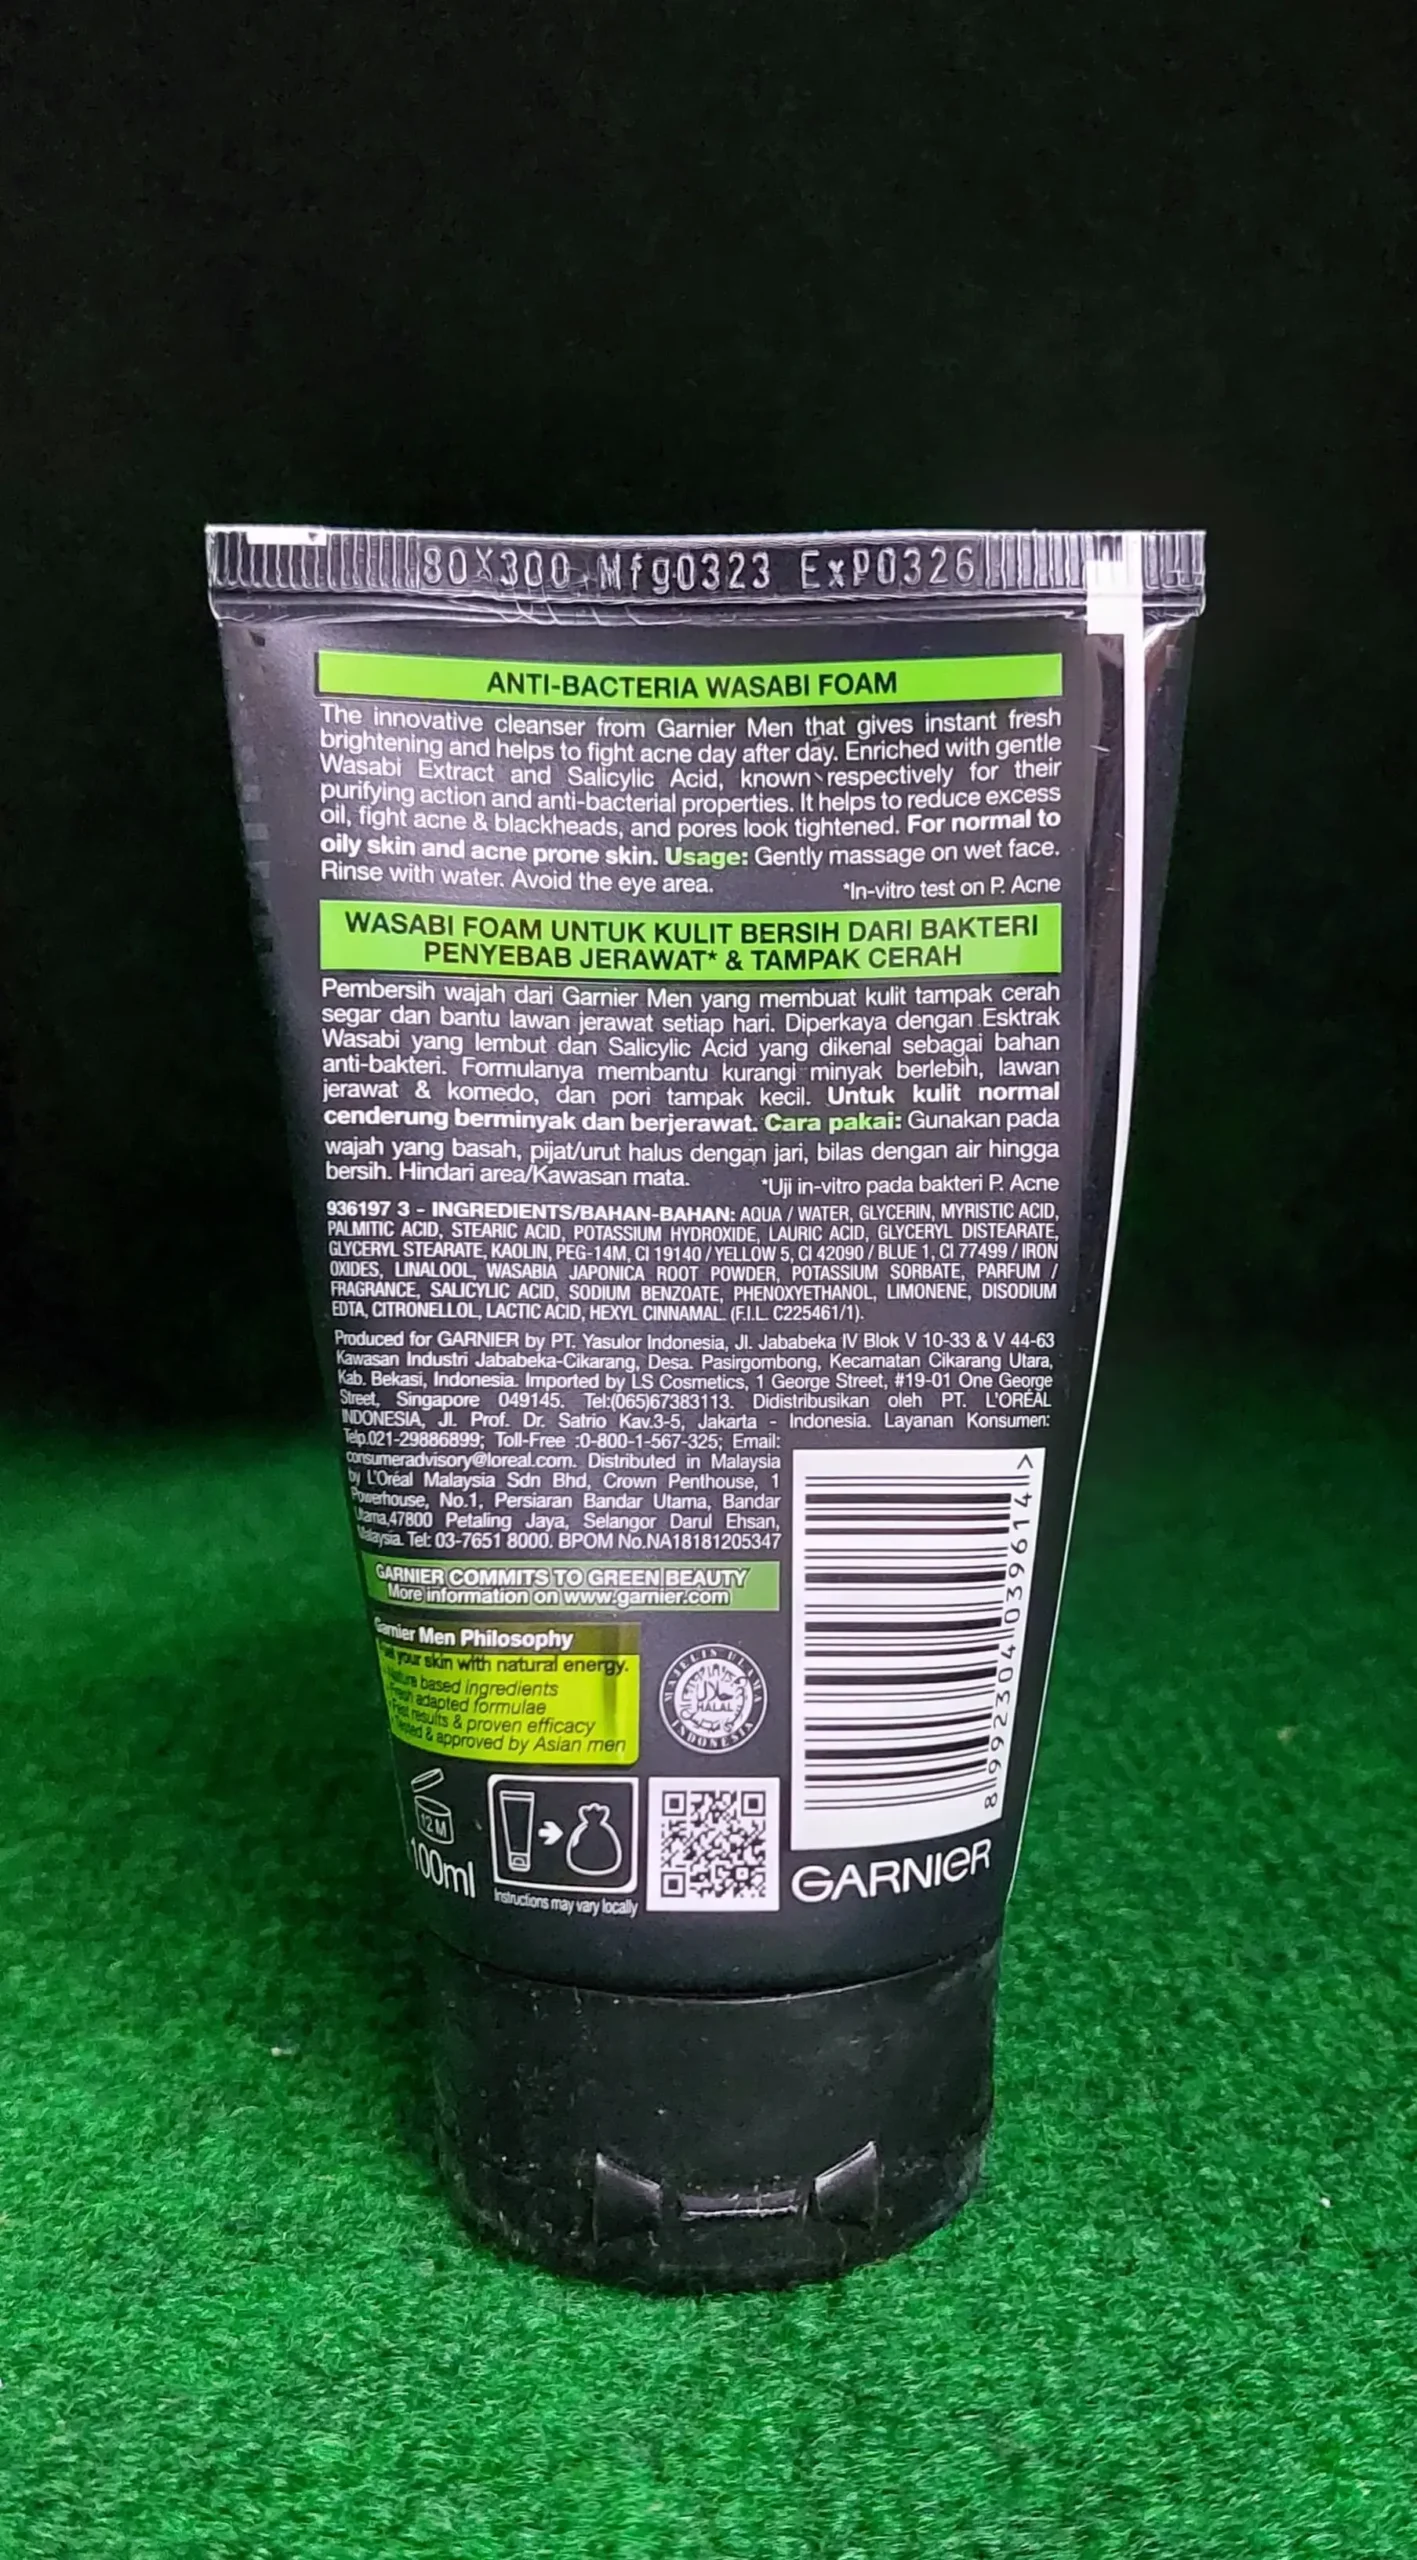 80X300 Mfg0323 ExP0326
ANTI-BACTERIA WASABI FOAM
The innovative cleanser from Garnier Men that gives instant fresh
brightening and helps to fight acne day after day. Enriched with gentle
Wasabi Extract and Salicylic Acid, known respectively for their
purifying action and anti-bacterial properties. It helps to reduce excess
oil, fight acne & blackheads, and pores look tightened. For normal to
oily skin and acne prone skin. Usage: Gently massage on wet face.
Rinse with water. Avoid the eye area. *In-vitro test on P. Acne
WASABI FOAM UNTUK KULIT BERSIH DARI BAKTERI
PENYEBAB JERAWAT* & TAMPAK CERAH
Pembersih wajah dari Garnier Men yang membuat kulit tampak cerah
segar dan bantu lawan jerawat setiap hari. Diperkaya dengan Esktrak
Wasabi yang lembut dan Salicylic Acid yang dikenal sebagai bahan
anti-bakteri. Formulanya membantu kurangi minyak berlebih, lawan
jerawat & komedo, dan pori tampak kecil. Untuk kulit normal
cenderung berminyak dan berjerawat. Cara pakai: Gunakan pada
wajah yang basah, pijat/urut halus dengan jari, bilas dengan air hingga
bersih. Hindari area/Kawasan mata. *Uji in-vitro pada bakteri P. Acne
936197 3 - INGREDIENTS/BAHAN-BAHAN: AQUA / WATER, GLYCERIN, MYRISTIC ACID,
PALMITIC ACID, STEARIC ACID, POTASSIUM HYDROXIDE, LAURIC ACID, GLYCERYL DISTEARATE,
GLYCERYL STEARATE, KAOLIN, PEG-14M, CI 19140 / YELLOW 5, CI 42090 / BLUE 1, CI 77499 / IRON
OXIDES, LINALOOL, WASABIA JAPONICA ROOT POWDER, POTASSIUM SORBATE, PARFUM /
FRAGRANCE, SALICYLIC ACID, SODIUM BENZOATE, PHENOXYETHANOL, LIMONENE, DISODIUM
EDTA, CITRONELLOL, LACTIC ACID, HEXYL CINNAMAL. (F.I.L. C225461/1).
Produced for GARNIER by PT. Yasulor Indonesia, Jl. Jababeka IV Blok V 10-33 & V 44-63
Kawasan Industri Jababeka-Cikarang, Desa. Pasirgombong, Kecamatan Cikarang Utara,
Kab. Bekasi, Indonesia. Imported by LS Cosmetics, 1 George Street, #19-01 One George
Street, Singapore 049145. Tel:(065)67383113. Didistribusikan oleh PT. L'ORÉAL
INDONESIA, Jl. Prof. Dr. Satrio Kav.3-5, Jakarta - Indonesia. Layanan Konsumen:
Telp.021-29886899; Toll-Free :0-800-1-567-325; Email:
consumeradvisory@loreal.com. Distributed in Malaysia
by L'Oréal Malaysia Sdn Bhd, Crown Penthouse, 1
Powerhouse, No.1, Persiaran Bandar Utama, Bandar
Utama,47800 Petaling Jaya, Selangor Darul Ehsan,
Malaysia. Tel: 03-7651 8000. BPOM No.NA18181205347
GARNIER COMMITS TO GREEN BEAUTY
More information on www.garnier.com
Garnier Men Philosophy
your skin with natural energy.
Nature based ingredients
adapted formulae
results & proven efficacy
Tested & approved by Asian men
MAJELIS ULAMA INDONESIA
حلال
HALAL
8 992304 039614 >
12M
100ml
Instructions may vary locally
GARNIER